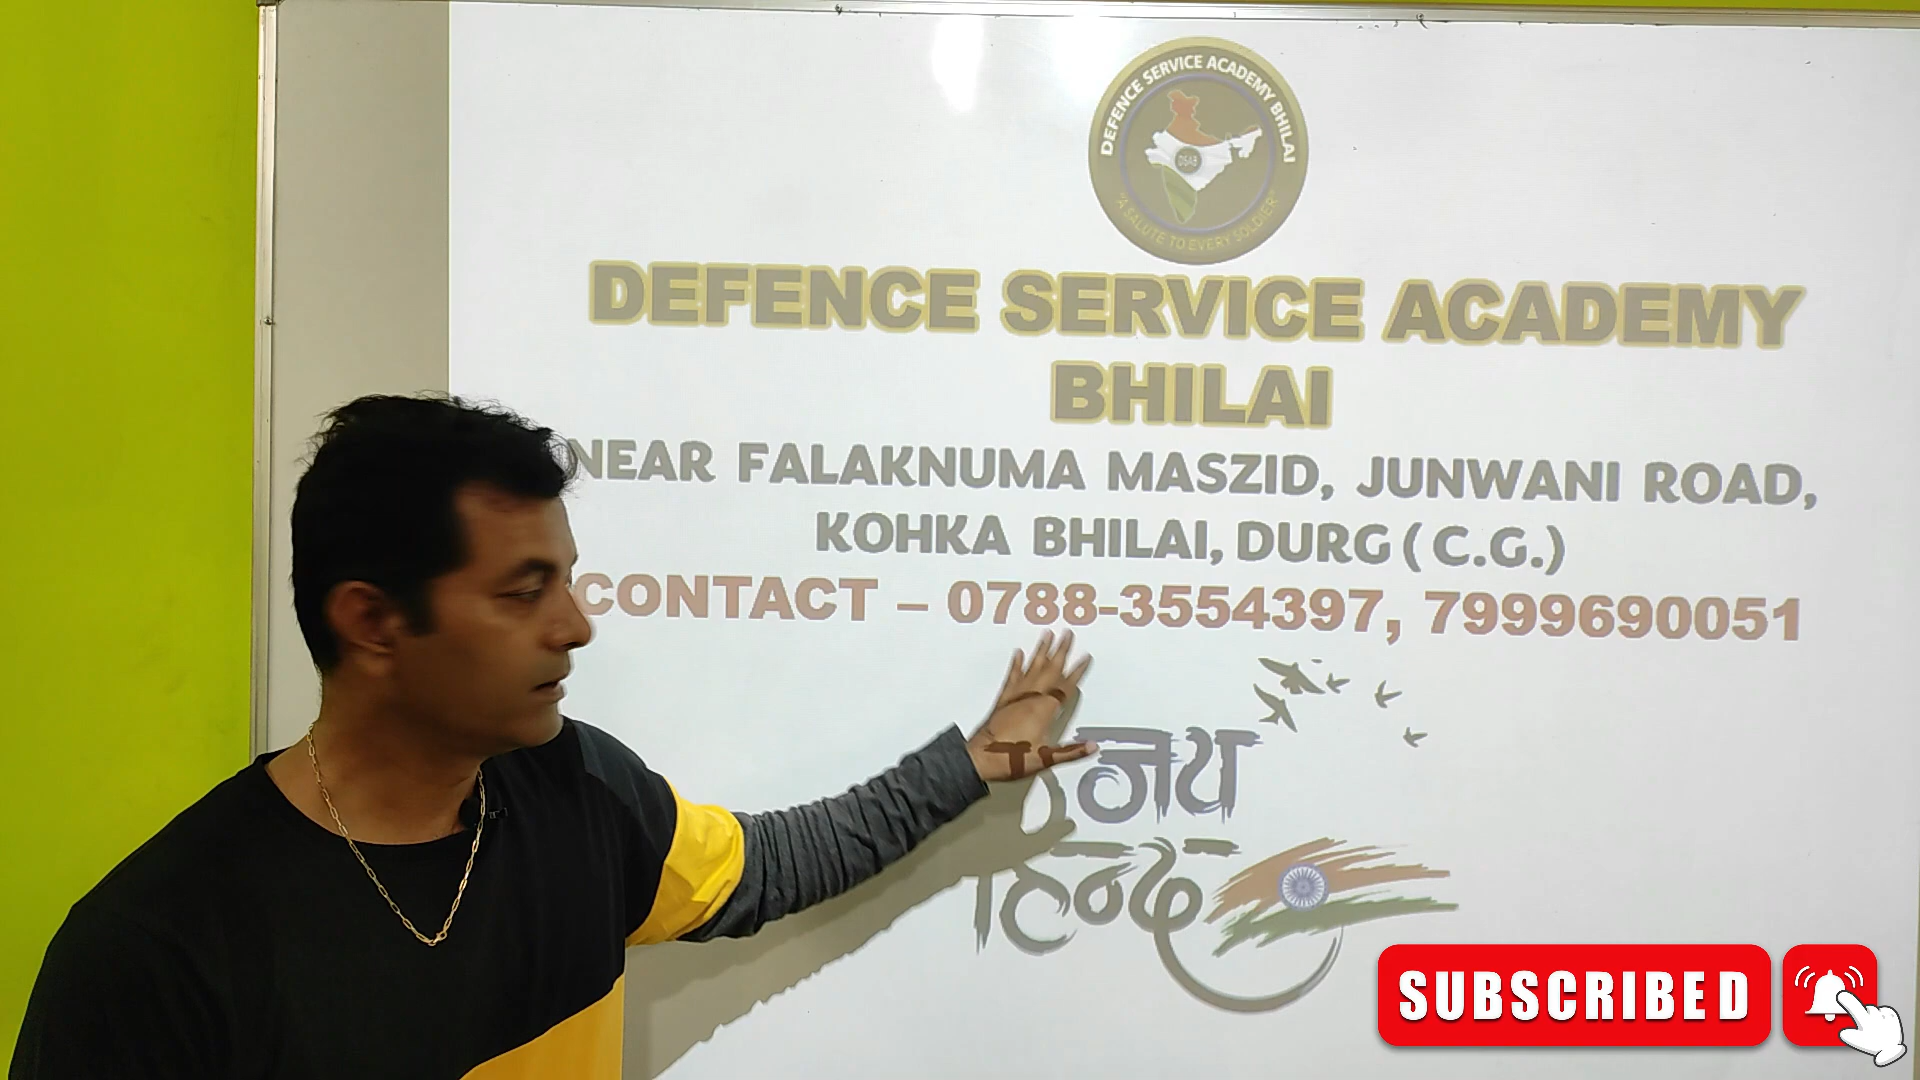 DEFENCE SERVICE ACADEMY BHILAI
DSAB
"A SALUTE TO EVERY SOLDIER"
DEFENCE SERVICE ACADEMY
BHILAI
NEAR FALAKNUMA MASZID, JUNWANI ROAD,
KOHKA BHILAI, DURG ( C.G.)
CONTACT – 0788-3554397, 7999690051
जय
हिन्द
SUBSCRIBED